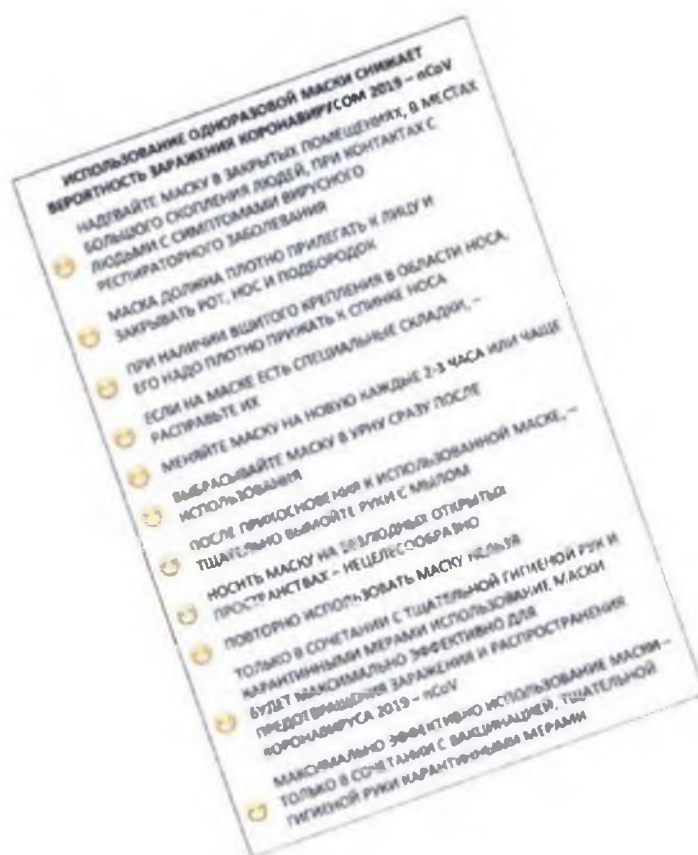 ИСПОЛЬЗОВАНИЕ ОДНОРАЗОВОЙ МАСКИ СНИЖАЕТ
ВЕРОЯТНОСТЬ ЗАРАЖЕНИЯ КОРОНАВИРУСОМ 2019 – nCoV
НАДЕВАЙТЕ МАСКУ В ЗАКРЫТЫХ ПОМЕЩЕНИЯХ, В МЕСТАХ
БОЛЬШОГО СКОПЛЕНИЯ ЛЮДЕЙ, ПРИ КОНТАКТАХ С
ЛЮДЬМИ С СИМПТОМАМИ ВИРУСНОГО
РЕСПИРАТОРНОГО ЗАБОЛЕВАНИЯ
МАСКА ДОЛЖНА ПЛОТНО ПРИЛЕГАТЬ К ЛИЦУ И
ЗАКРЫВАТЬ РОТ, НОС И ПОДБОРОДОК
ПРИ НАЛИЧИИ ВШИТОГО КРЕПЛЕНИЯ В ОБЛАСТИ НОСА,
ЕГО НАДО ПЛОТНО ПРИЖАТЬ К СПИНКЕ НОСА
ЕСЛИ НА МАСКЕ ЕСТЬ СПЕЦИАЛЬНЫЕ СКЛАДКИ, –
РАСПРАВЬТЕ ИХ
МЕНЯЙТЕ МАСКУ НА НОВУЮ КАЖДЫЕ 2-3 ЧАСА ИЛИ ЧАЩЕ
ВЫБРАСЫВАЙТЕ МАСКУ В УРНУ СРАЗУ ПОСЛЕ
ИСПОЛЬЗОВАНИЯ
ПОСЛЕ ПРИКОСНОВЕНИЯ К ИСПОЛЬЗОВАННОЙ МАСКЕ, –
ТЩАТЕЛЬНО ВЫМОЙТЕ РУКИ С МЫЛОМ
НОСИТЬ МАСКУ НА БЕЗЛЮДНЫХ ОТКРЫТЫХ
ПРОСТРАНСТВАХ – НЕЦЕЛЕСООБРАЗНО
ПОВТОРНО ИСПОЛЬЗОВАТЬ МАСКУ НЕЛЬЗЯ
ТОЛЬКО В СОЧЕТАНИИ С ТЩАТЕЛЬНОЙ ГИГИЕНОЙ РУК И
КАРАНТИННЫМИ МЕРАМИ ИСПОЛЬЗОВАНИЕ МАСКИ
БУДЕТ МАКСИМАЛЬНО ЭФФЕКТИВНО ДЛЯ
ПРЕДОТВРАЩЕНИЯ ЗАРАЖЕНИЯ И РАСПРОСТРАНЕНИЯ
КОРОНАВИРУСА 2019 – nCoV
МАКСИМАЛЬНО ЭФФЕКТИВНО ИСПОЛЬЗОВАНИЕ МАСКИ –
ТОЛЬКО В СОЧЕТАНИИ С ВАКЦИНАЦИЕЙ, ТЩАТЕЛЬНОЙ
ГИГИЕНОЙ РУКИ КАРАНТИННЫМИ МЕРАМИ